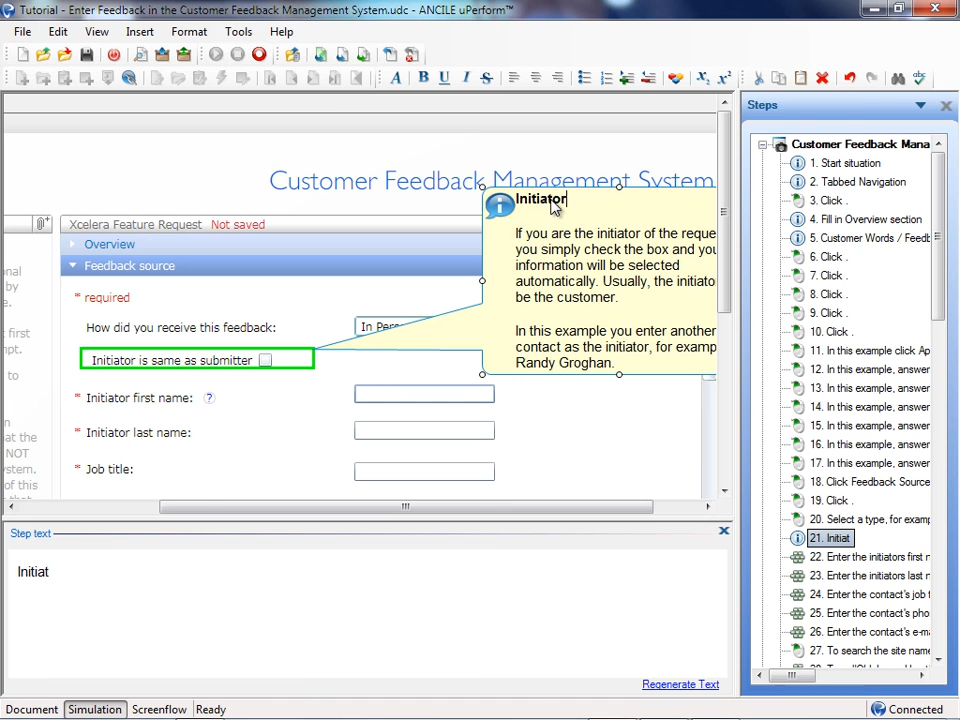 Tutorial - Enter Feedback in the Customer Feedback Management System.udc - ANCILE uPerform™
File Edit View Insert Format Tools Help
Customer Feedback Management System
Xcelera Feature Request Not saved
Overview
Feedback source
* required
How did you receive this feedback:
In Pers
Initiator is same as submitter
* Initiator first name: ?
* Initiator last name:
* Job title:
onal
by
e.
first
mpt.
to
n
at the
NOT
ystem.
of this
Initiator
If you are the initiator of the reque
you simply check the box and you
information will be selected
automatically. Usually, the initiato
be the customer.
In this example you enter another
contact as the initiator, for examp
Randy Groghan.
Step text
Initiat
Regenerate Text
Steps
Customer Feedback Mana
1. Start situation
2. Tabbed Navigation
3. Click .
4. Fill in Overview section
5. Customer Words / Feedb
6. Click .
7. Click .
8. Click .
9. Click .
10. Click .
11. In this example click Ap
12. In this example, answer
13. In this example, answer
14. In this example, answer
15. In this example, answer
16. In this example, answer
17. In this example, answer
18. Click Feedback Source
19. Click .
20. Select a type, for examp
21. Initiat
22. Enter the initiators first n
23. Enter the initiators last n
24. Enter the contact's job t
25. Enter the contact's pho
26. Enter the contact's e-m
27. To search the site name
Document Simulation Screenflow Ready
Connected